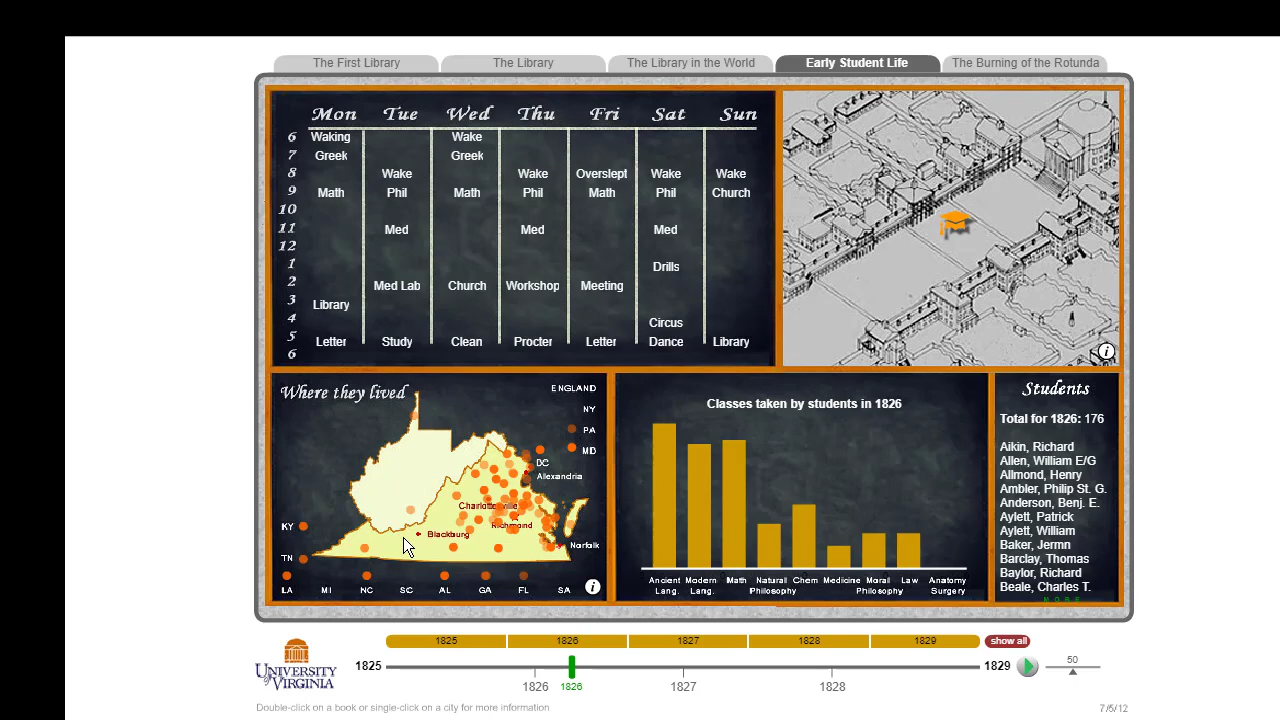 The First Library
The Library
The Library in the World
Early Student Life
The Burning of the Rotunda
Mon Tue Wed Thu Fri Sat Sun
6 Waking Wake
7 Greek Greek
8 Wake Wake Overslept Wake Wake
9 Math Phil Math Phil Math Phil Church
10
11 Med Med Med
12
1 Drills
2 Med Lab Church Workshop Meeting
3 Library
4 Circus
5 Letter Study Clean Procter Letter Dance Library
6
i
Where they lived
ENGLAND
NY
PA
MD
DC
Alexandria
Charlottesville
Richmond
Blackburg
Norfolk
KY
TN
LA MI NC SC AL GA FL SA
i
Classes taken by students in 1826
Ancient Lang.
Modern Lang.
Math
Natural Philosophy
Chem
Medicine
Moral Philosophy
Law
Anatomy Surgery
Students
Total for 1826: 176
Aikin, Richard
Allen, William E/G
Allmond, Henry
Ambler, Philip St. G.
Anderson, Benj. E.
Aylett, Patrick
Aylett, William
Baker, Jermn
Barclay, Thomas
Baylor, Richard
Beale, Charles T.
MORE
1825 1826 1827 1828 1829 show all
1825 1829 50
1826 1826 1827 1828
UNIVERSITY of VIRGINIA
Double-click on a book or single-click on a city for more information
7/5/12